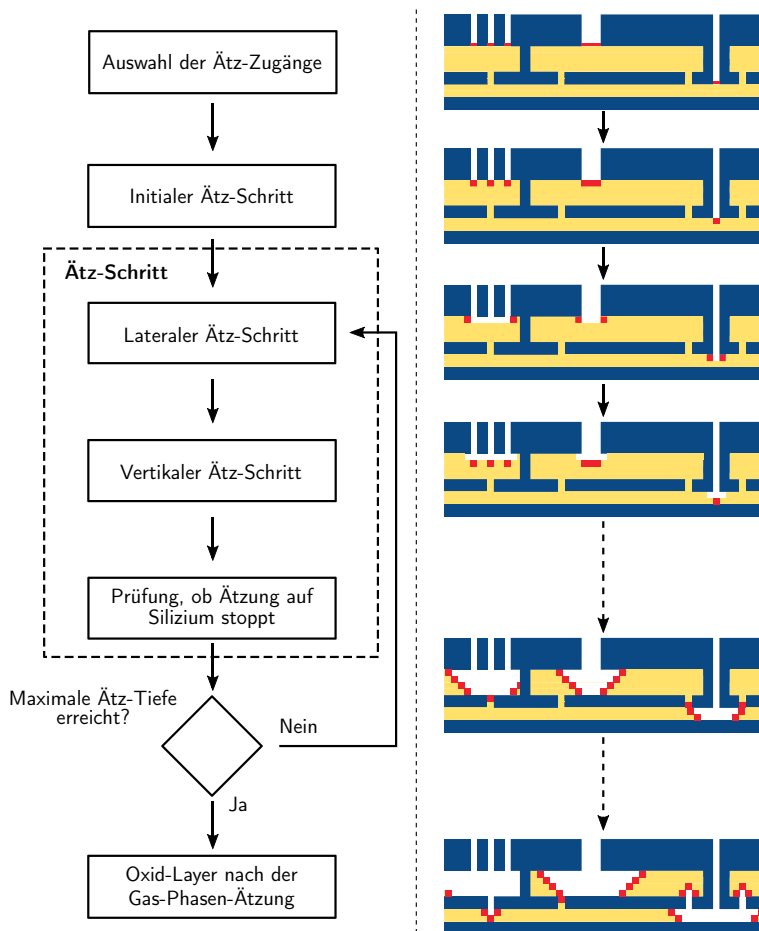 Auswahl der Ätz-Zugänge
Initialer Ätz-Schritt
Ätz-Schritt
Lateraler Ätz-Schritt
Vertikaler Ätz-Schritt
Prüfung, ob Ätzung auf
Silizium stoppt
Maximale Ätz-Tiefe
erreicht?
Nein
Ja
Oxid-Layer nach der
Gas-Phasen-Ätzung